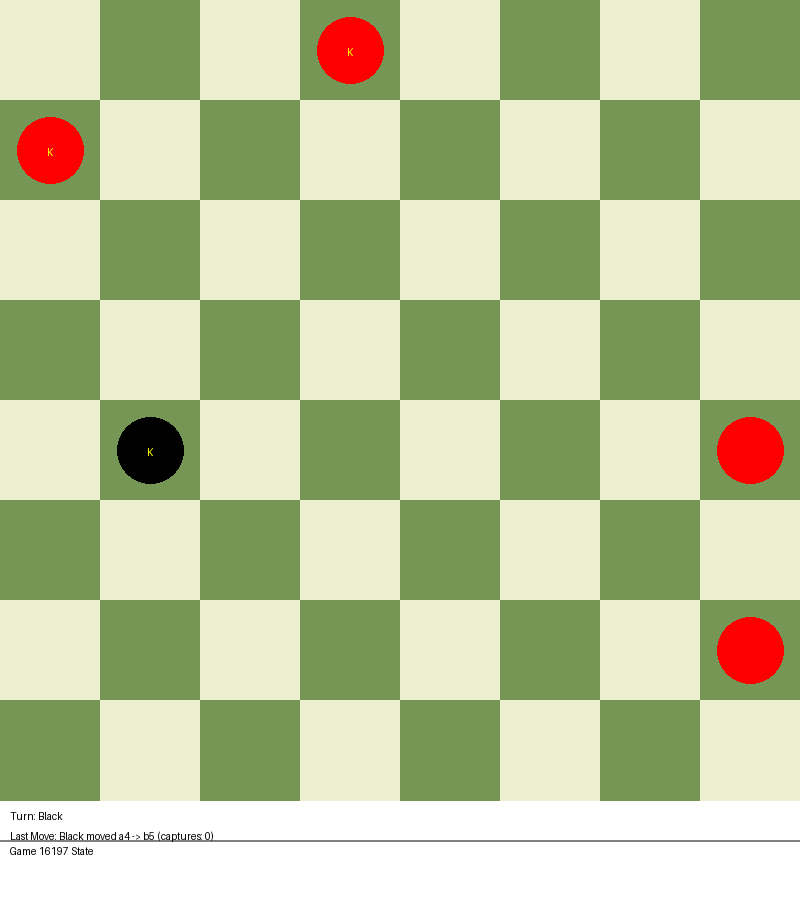 K
K
K
Turn: Black
Last Move: Black moved a4 -> b5 (captures: 0)
Game 16197 State